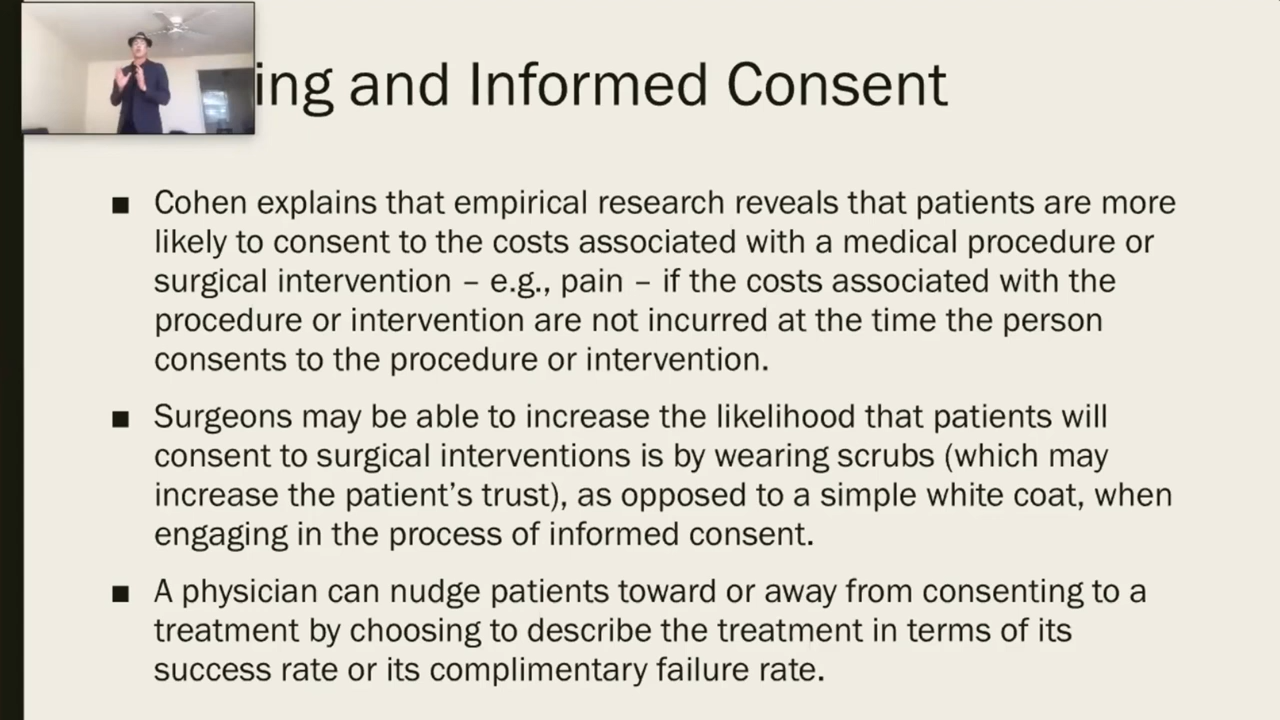 ing and Informed Consent
■ Cohen explains that empirical research reveals that patients are more
likely to consent to the costs associated with a medical procedure or
surgical intervention – e.g., pain – if the costs associated with the
procedure or intervention are not incurred at the time the person
consents to the procedure or intervention.
■ Surgeons may be able to increase the likelihood that patients will
consent to surgical interventions is by wearing scrubs (which may
increase the patient’s trust), as opposed to a simple white coat, when
engaging in the process of informed consent.
■ A physician can nudge patients toward or away from consenting to a
treatment by choosing to describe the treatment in terms of its
success rate or its complimentary failure rate.